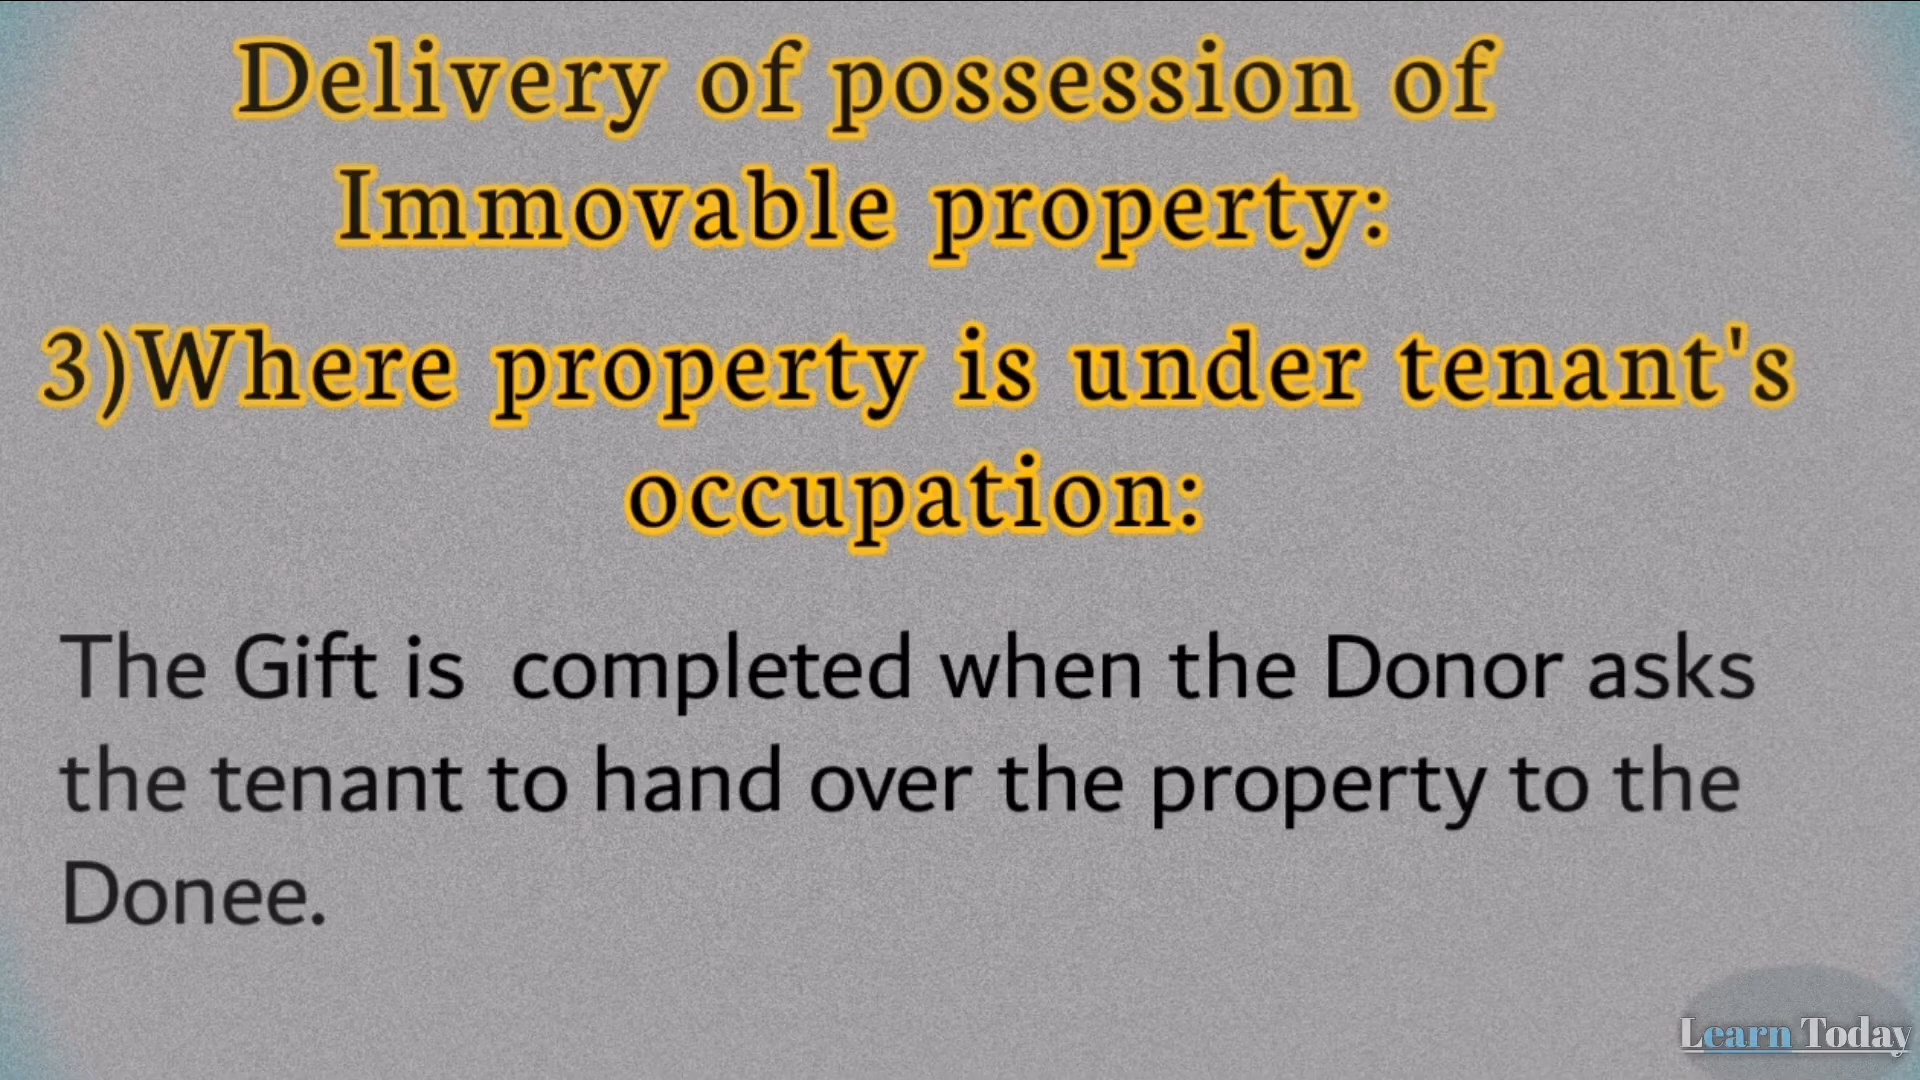 Delivery of possession of
Immovable property:
3)Where property is under tenant's
occupation:
The Gift is completed when the Donor asks
the tenant to hand over the property to the
Donee.
Learn Today